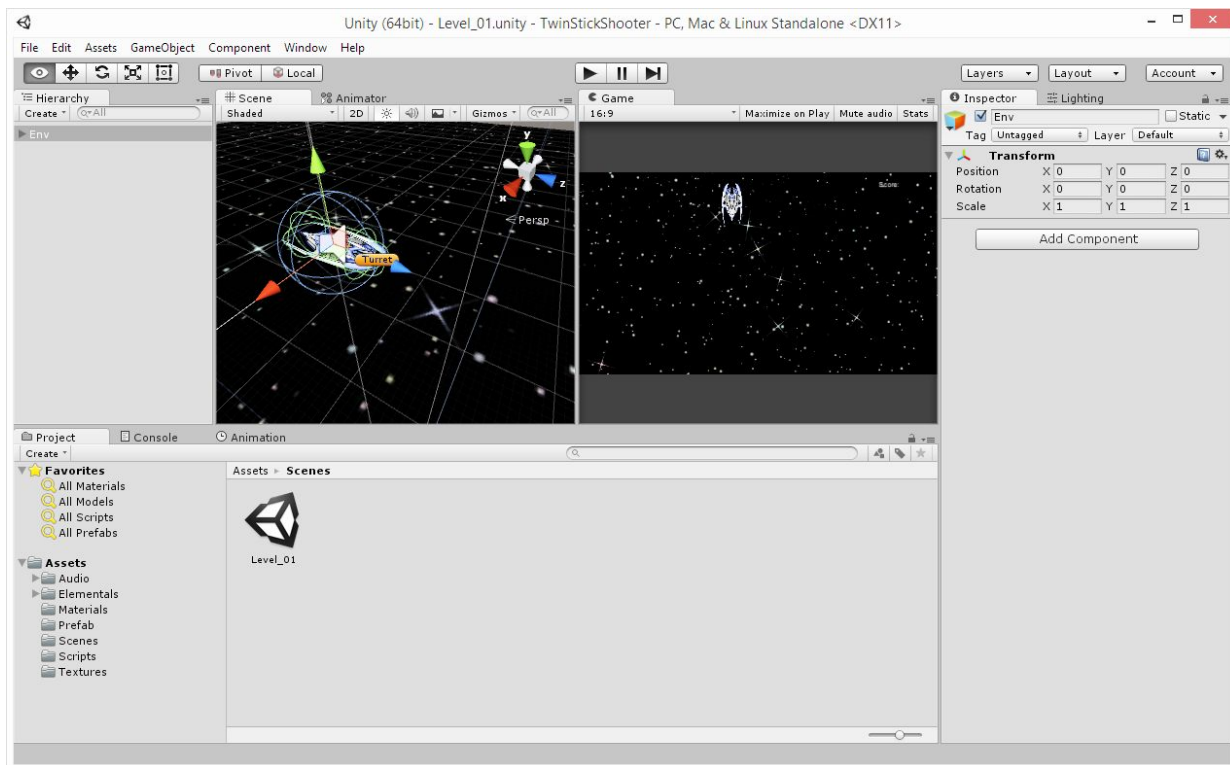 Unity (64bit) - Level_01.unity - TwinStickShooter - PC, Mac & Linux Standalone <DX11>
File Edit Assets GameObject Component Window Help
Pivot Local Layers Layout Account
Hierarchy Scene Animator Game Inspector Lighting
Create All Shaded 2D Gizmos All 16:9 Maximize on Play Mute audio Stats Env Static
Env
Tag Untagged Layer Default
Transform
Position X 0 Y 0 Z 0
Rotation X 0 Y 0 Z 0
Scale X 1 Y 1 Z 1
Add Component
y
z
x
Persp
Turret
Score:
Project Console Animation
Create
Favorites
All Materials
All Models
All Scripts
All Prefabs
Assets
Audio
Elementals
Materials
Prefab
Scenes
Scripts
Textures
Assets Scenes
Level_01